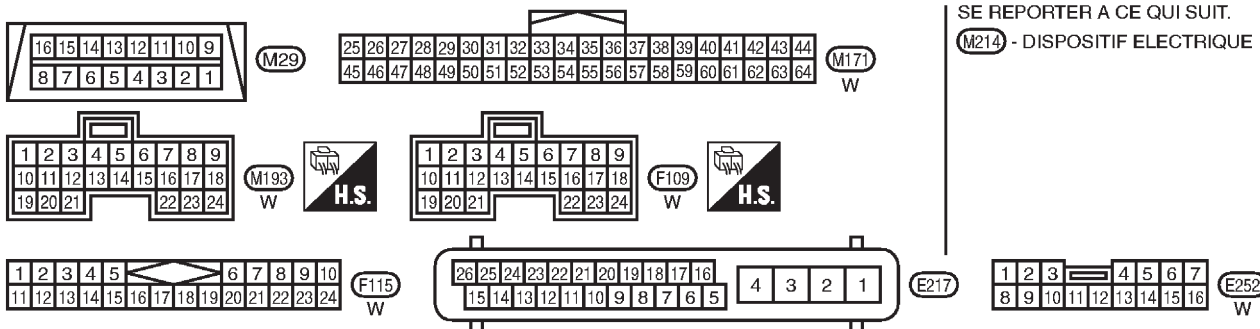 SE REPORTER A CE QUI SUIT.
M214 - DISPOSITIF ELECTRIQUE
16 15 14 13 12 11 10 9
8 7 6 5 4 3 2 1
M29
25 26 27 28 29 30 31 32 33 34 35 36 37 38 39 40 41 42 43 44
45 46 47 48 49 50 51 52 53 54 55 56 57 58 59 60 61 62 63 64
M171
W
1 2 3 4 5 6 7 8 9
10 11 12 13 14 15 16 17 18
19 20 21 22 23 24
M193
W
H.S.
1 2 3 4 5 6 7 8 9
10 11 12 13 14 15 16 17 18
19 20 21 22 23 24
F109
W
H.S.
1 2 3 4 5 6 7 8 9 10
11 12 13 14 15 16 17 18 19 20 21 22 23 24
F115
W
26 25 24 23 22 21 20 19 18 17 16
15 14 13 12 11 10 9 8 7 6 5
4 3 2 1
E217
1 2 3 4 5 6 7
8 9 10 11 12 13 14 15 16
E252
W